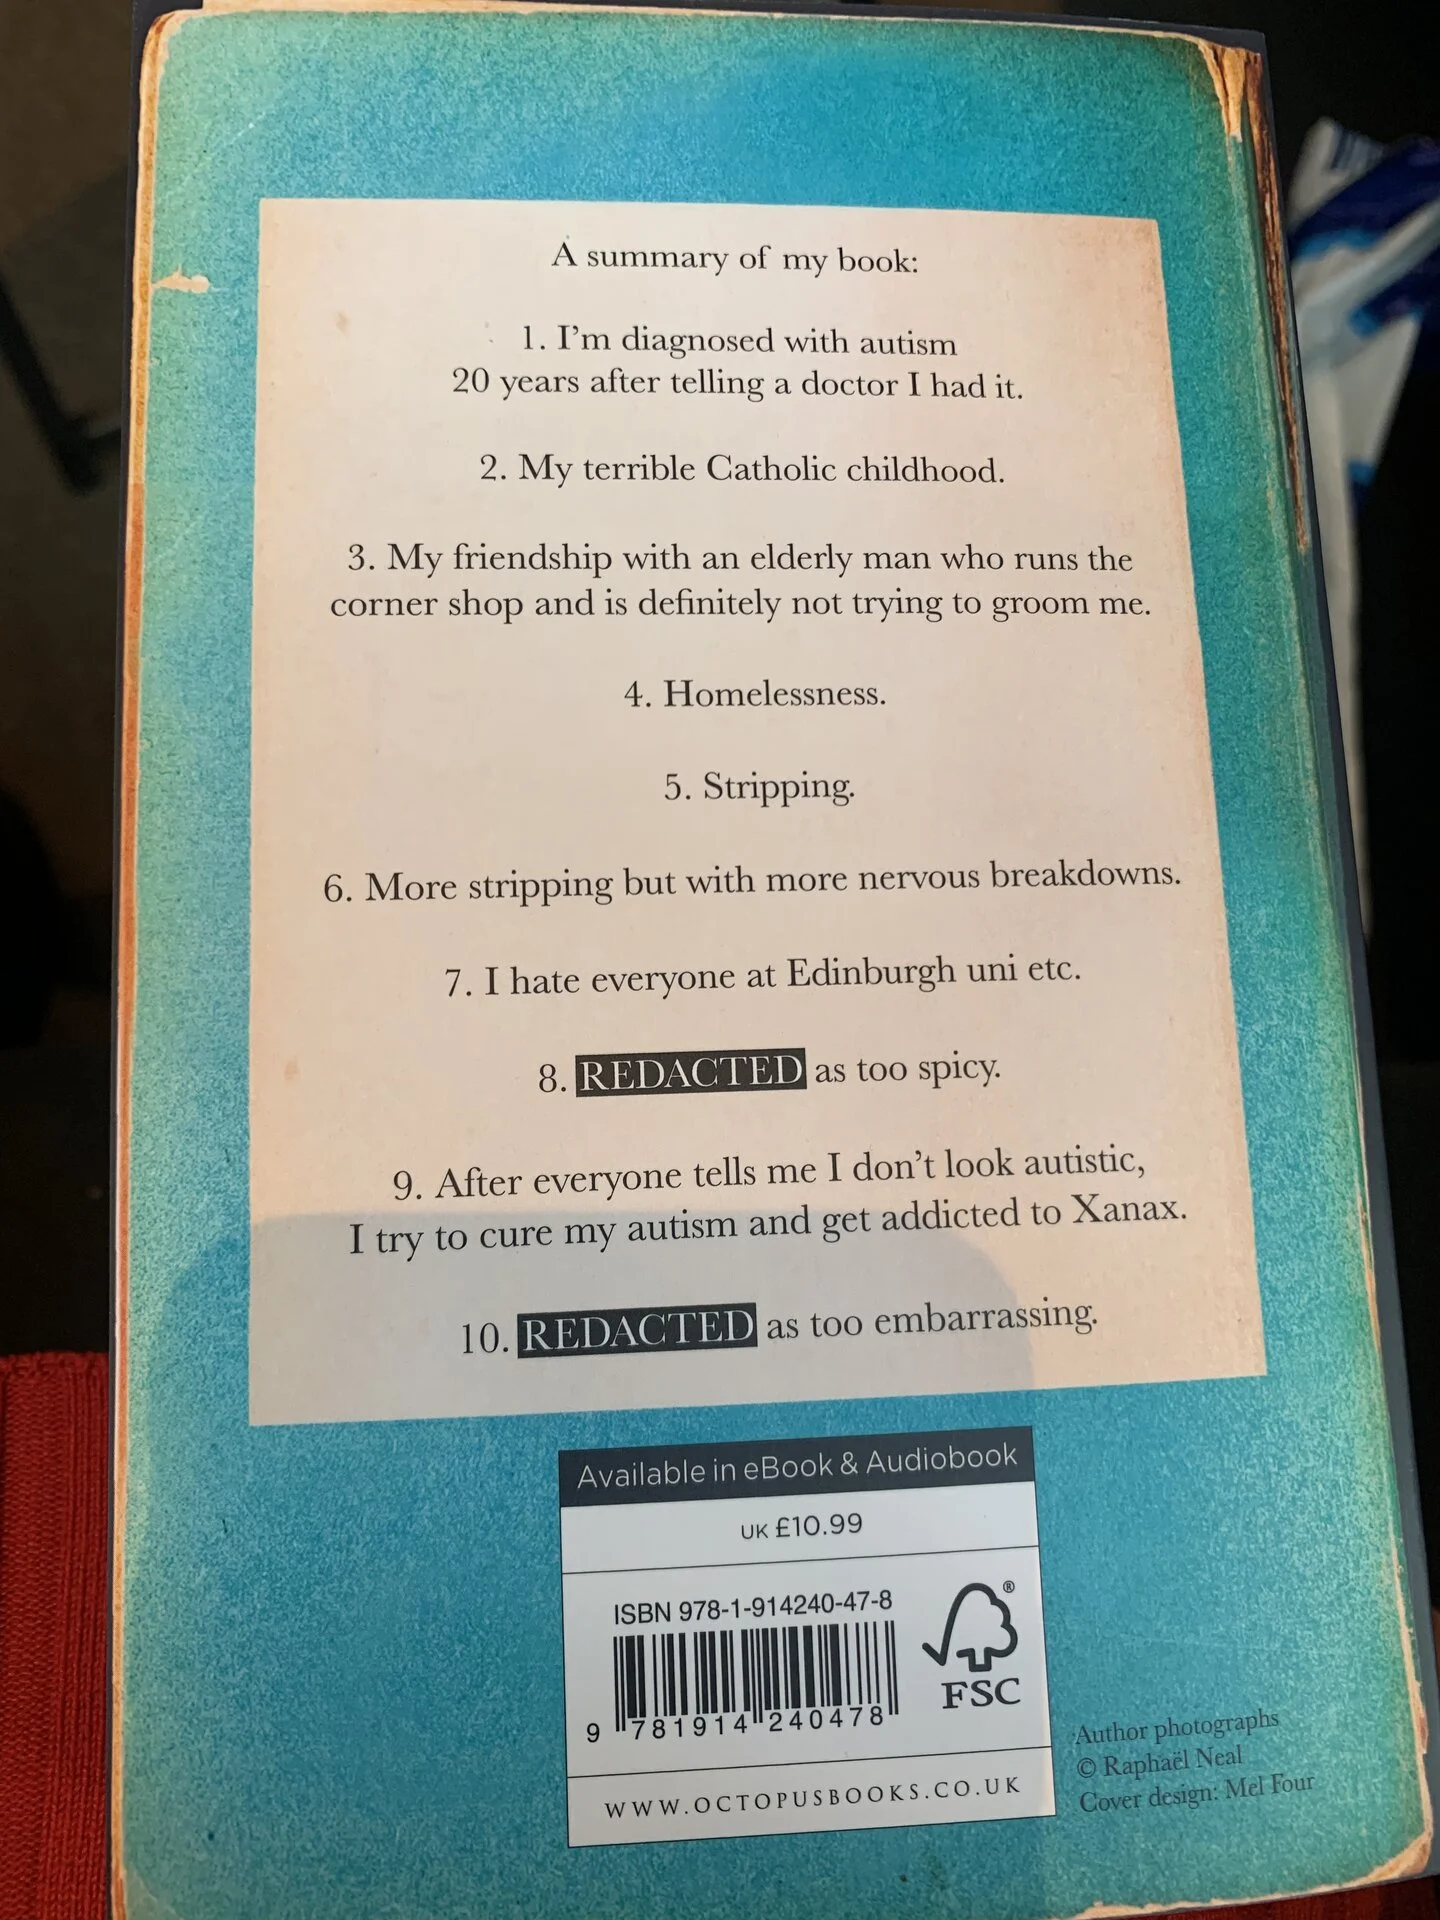 A summary of my book:
1. I'm diagnosed with autism
20 years after telling a doctor I had it.
2. My terrible Catholic childhood.
3. My friendship with an elderly man who runs the
corner shop and is definitely not trying to groom me.
4. Homelessness.
5. Stripping.
6. More stripping but with more nervous breakdowns.
7. I hate everyone at Edinburgh uni etc.
8. REDACTED as too spicy.
9. After everyone tells me I don't look autistic,
I try to cure my autism and get addicted to Xanax.
10. REDACTED as too embarrassing.
Available in eBook & Audiobook
UK £10.99
ISBN 978-1-914240-47-8
9 781914 240478
®
FSC
WWW.OCTOPUSBOOKS.CO.UK
Author photographs
© Raphaël Neal
Cover design: Mel Four